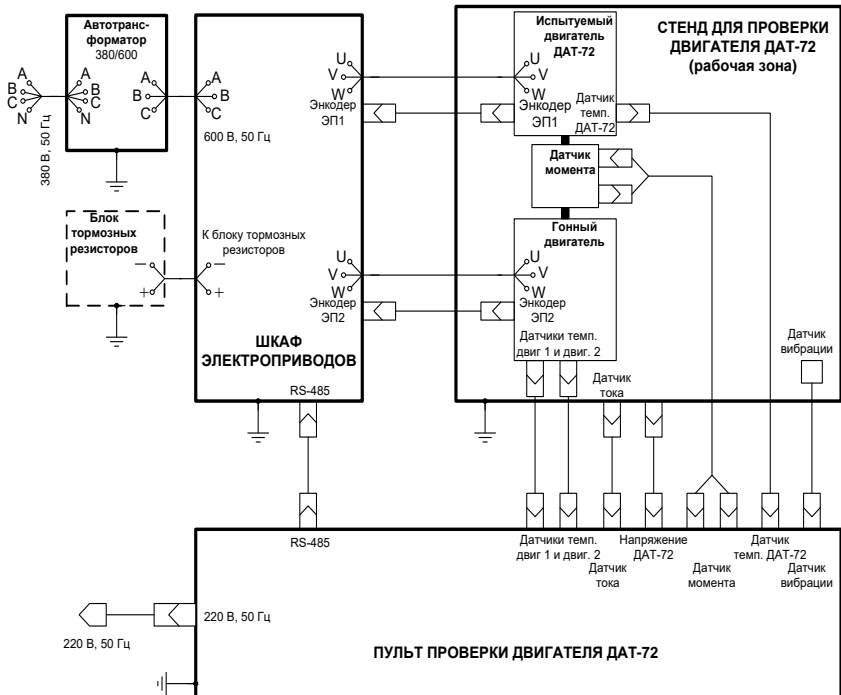 Автотранс-
форматор
380/600
A
B
C
N
A
B
C
N
A
B
C
A
B
C
380 В, 50 Гц
600 В, 50 Гц
Блок
тормозных
резисторов
−
+
−
+
К блоку тормозных
резисторов
U
V
W
Энкодер
ЭП1
U
V
W
Энкодер
ЭП2
ШКАФ
ЭЛЕКТРОПРИВОДОВ
RS-485
Испытуемый
двигатель
ДАТ-72
U
V
W
Энкодер
ЭП1
Датчик
темп.
ДАТ-72
СТЕНД ДЛЯ ПРОВЕРКИ
ДВИГАТЕЛЯ ДАТ-72
(рабочая зона)
Датчик
момента
Гонный
двигатель
U
V
W
Энкодер
ЭП2
Датчики темп.
двиг 1 и двиг. 2
Датчик
тока
Датчик
вибрации
RS-485
Датчики темп.
двиг 1 и двиг. 2
Датчик
тока
Напряжение
ДАТ-72
Датчик
момента
Датчик
темп. ДАТ-72
Датчик
вибрации
220 В, 50 Гц
220 В, 50 Гц
ПУЛЬТ ПРОВЕРКИ ДВИГАТЕЛЯ ДАТ-72